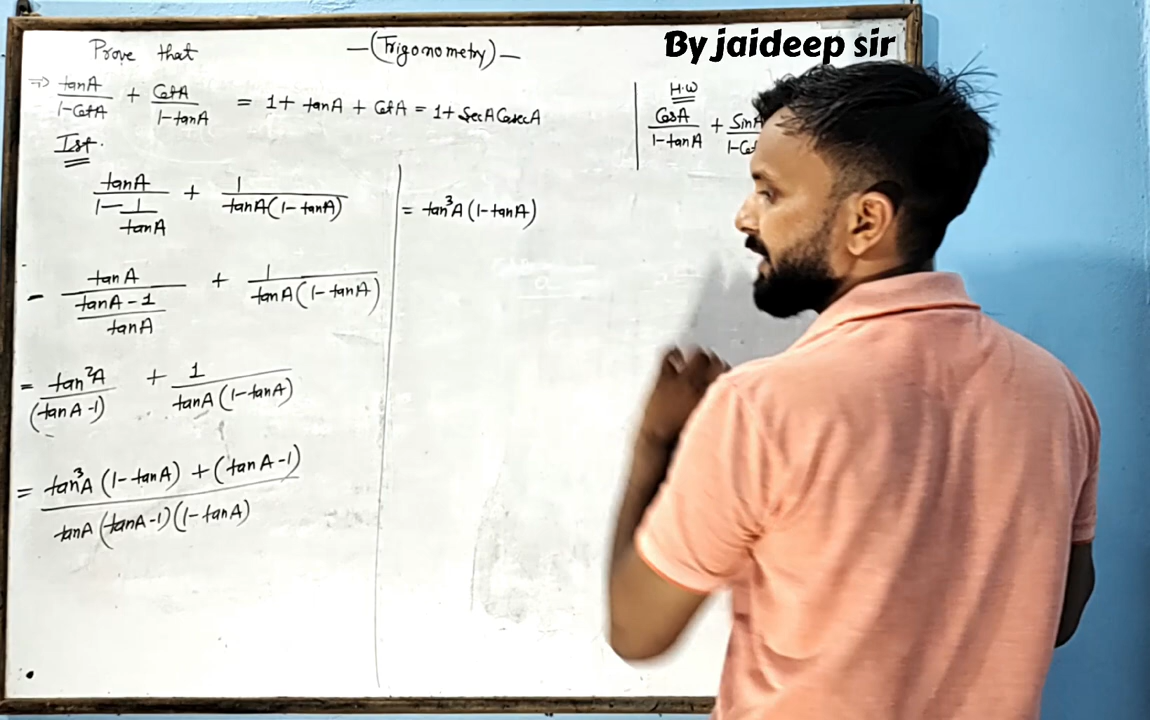 Prove that
—(Trigonometry)—
By jaideep sir
=> tanA/(1-CotA) + CotA/(1-tanA) = 1 + tanA + CotA = 1 + SecA CosecA
Ist.
tanA/(1 - 1/tanA) + 1/(tanA(1-tanA))
- tanA/((tanA-1)/tanA) + 1/(tanA(1-tanA))
= tan²A/(tanA-1) + 1/(tanA(1-tanA))
= (tan³A(1-tanA) + (tanA-1))/(tanA(tanA-1)(1-tanA))
= tan³A(1-tanA)
H.W
CosA/(1-tanA) + SinA